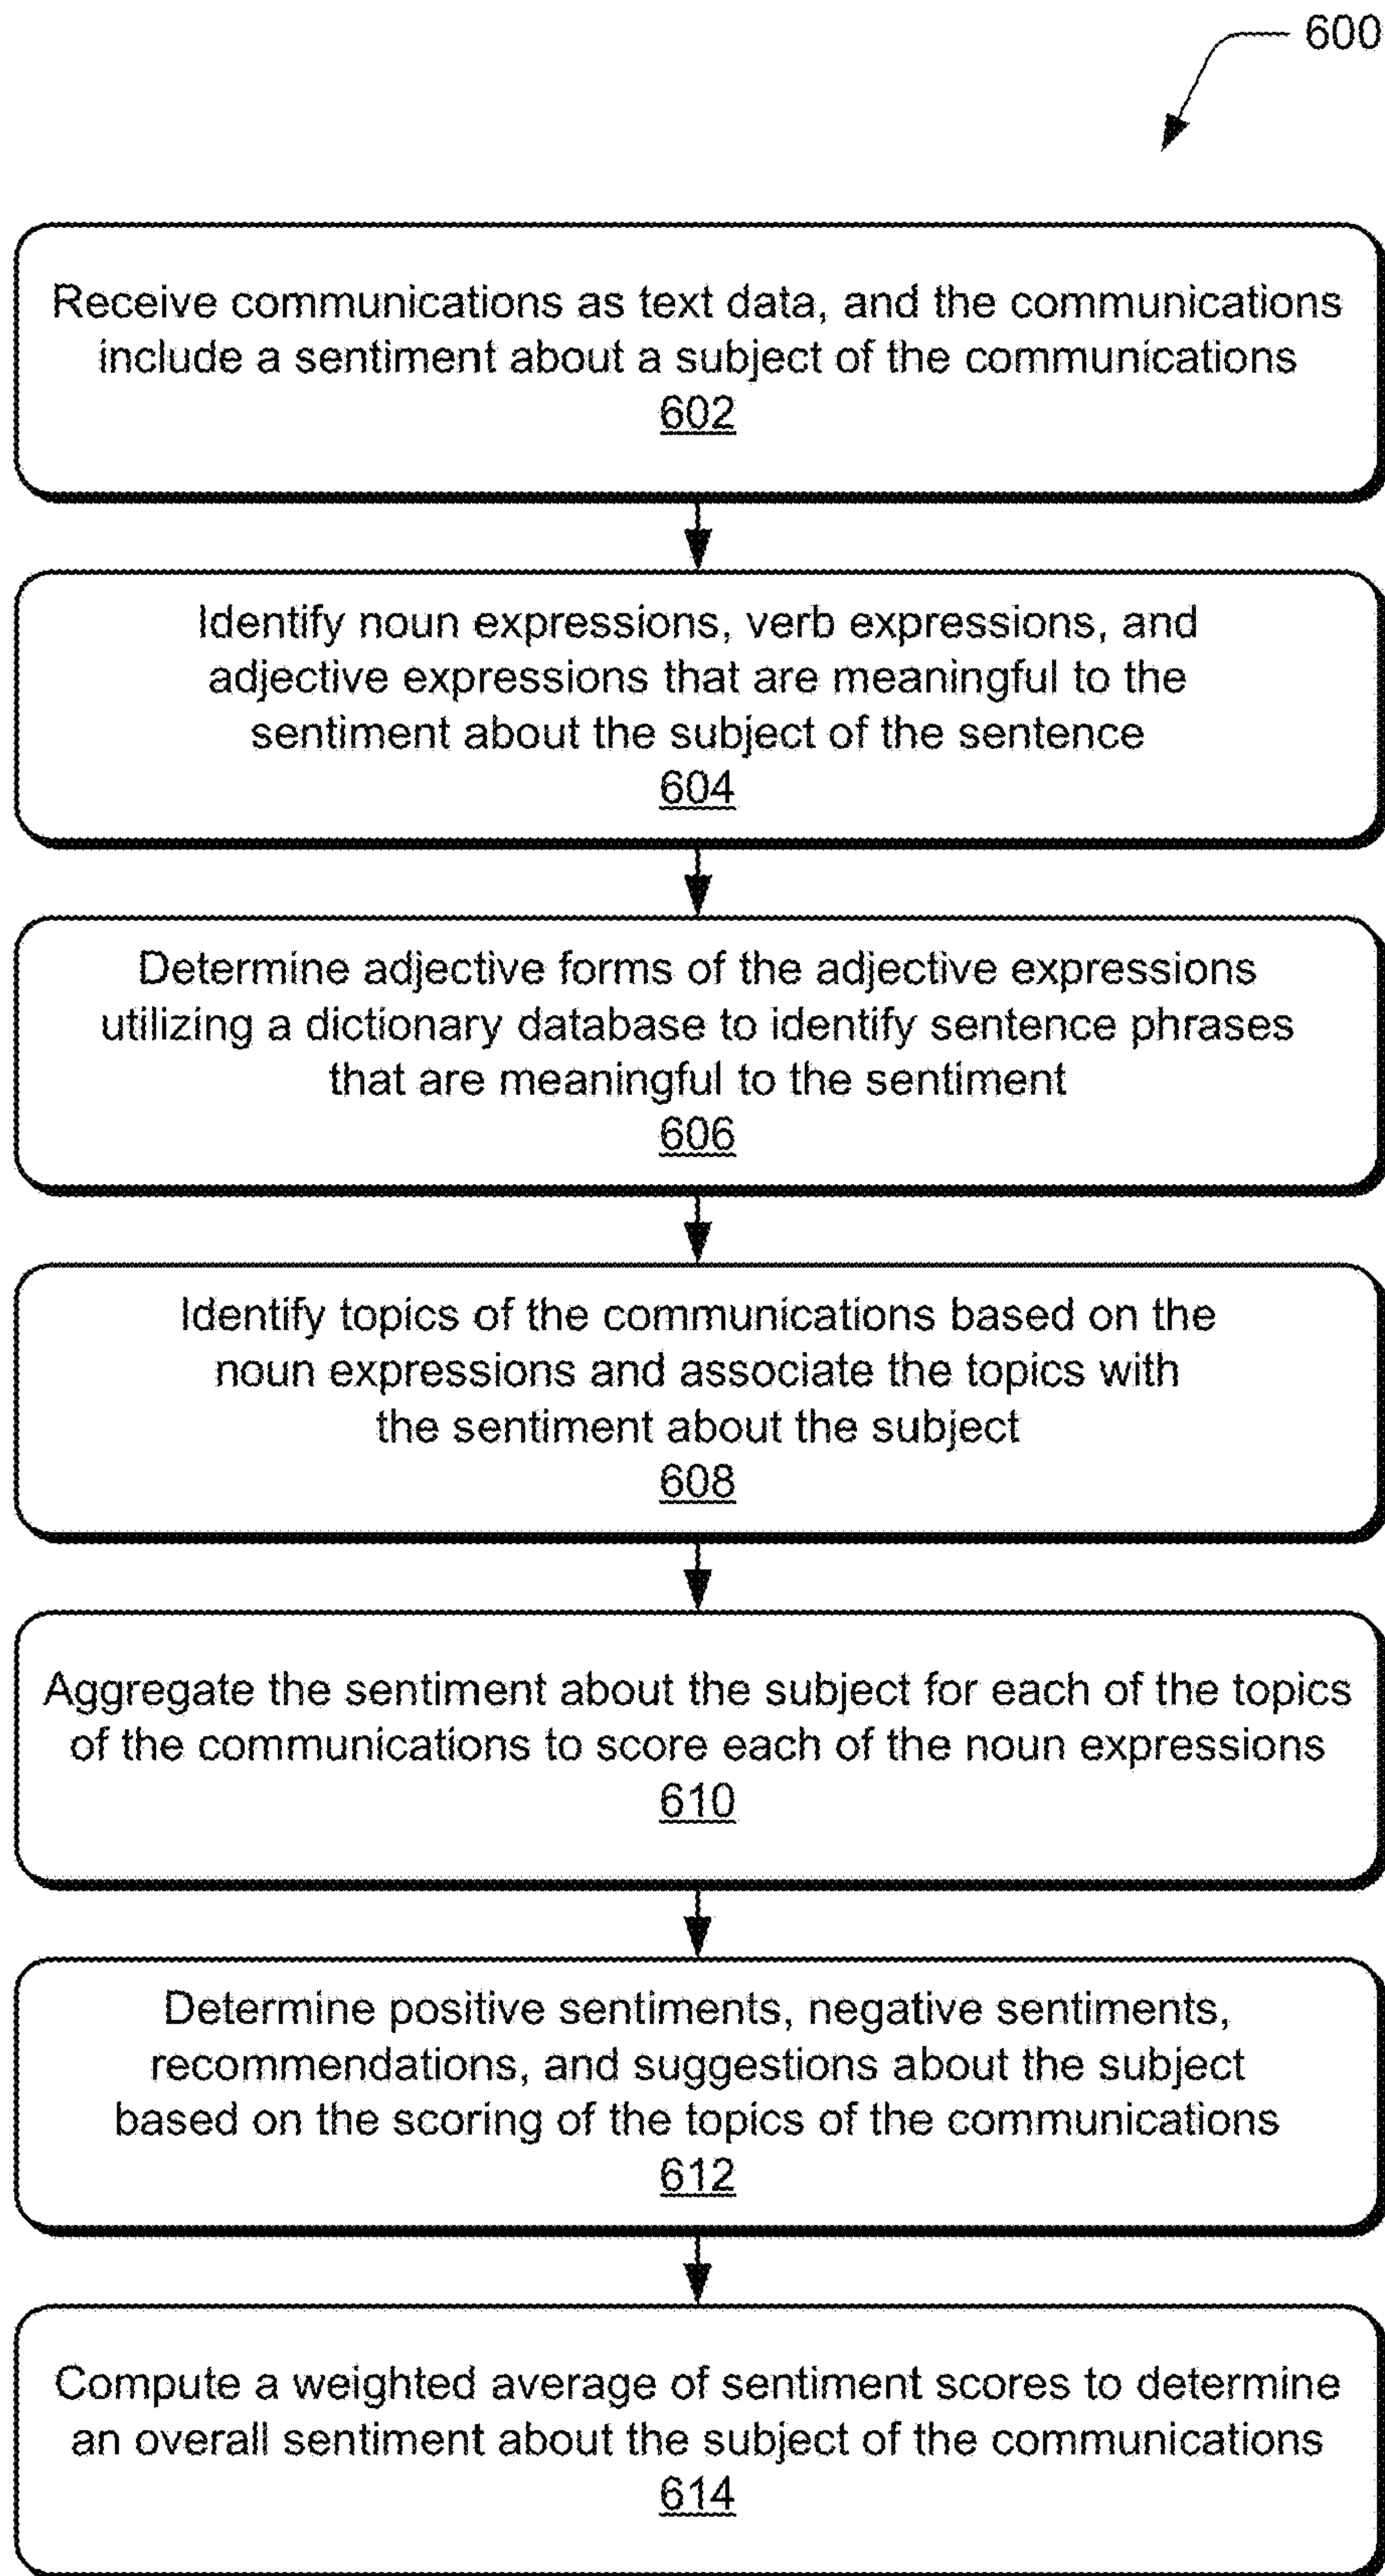 600
Receive communications as text data, and the communications
include a sentiment about a subject of the communications
602
Identify noun expressions, verb expressions, and
adjective expressions that are meaningful to the
sentiment about the subject of the sentence
604
Determine adjective forms of the adjective expressions
utilizing a dictionary database to identify sentence phrases
that are meaningful to the sentiment
606
Identify topics of the communications based on the
noun expressions and associate the topics with
the sentiment about the subject
608
Aggregate the sentiment about the subject for each of the topics
of the communications to score each of the noun expressions
610
Determine positive sentiments, negative sentiments,
recommendations, and suggestions about the subject
based on the scoring of the topics of the communications
612
Compute a weighted average of sentiment scores to determine
an overall sentiment about the subject of the communications
614